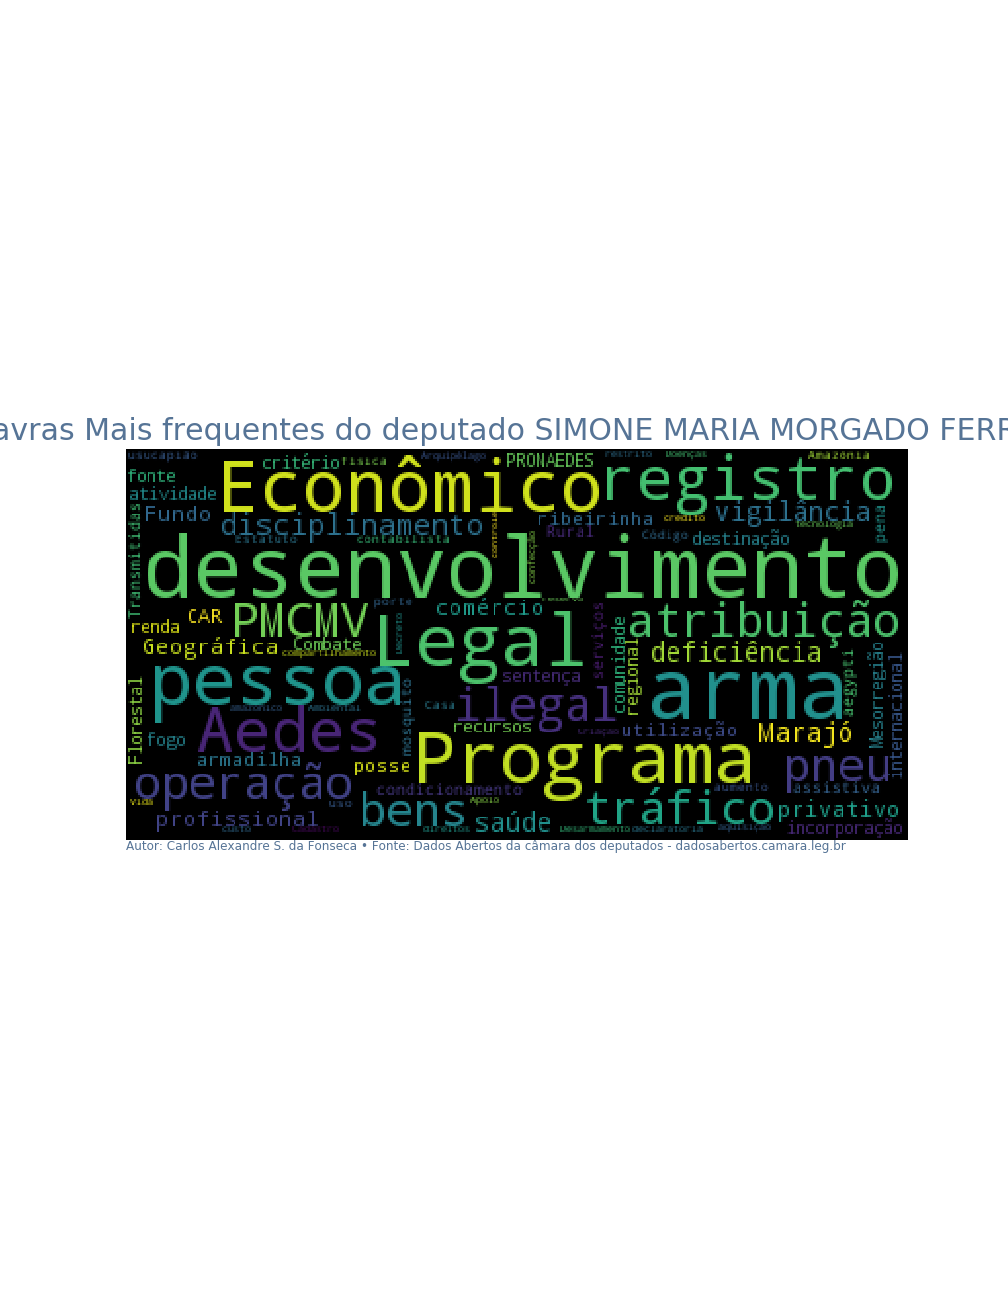 avras Mais frequentes do deputado SIMONE MARIA MORGADO FERR
usucapião
critério
física
Arquipélago
PRONAEDES
restrito
Doenças
Amazônia
fonte
Econômico
registro
atividade
Fundo
disciplinamento
ribeirinha
crédito
vigilância
tecnologia
pena
Transmitidas
Estatuto
contabilista
controle
confecção
Rural
Código
destinação
desenvolvimento
porte
comércio
CAR
renda
PMCMV
Decreto
Legal
serviços
comunidade
atribuição
Geográfica
Combate
compartilhamento
regional
deficiência
aegypti
Mesorregião
internacional
pessoa
sentença
arma
Florestal
amazônico
Ambiental
mosquito
Casa
ilegal
fogo
Aedes
recursos
utilização
Marajó
armadilha
posse
Programa
pneu
operação
condicionamento
aumento
assistiva
vida
uso
bens
Apoio
tráfico
privativo
profissional
saúde
custo
Cadastro
direitos
Desarmamento
declaratória
aquisição
incorporação
Autor: Carlos Alexandre S. da Fonseca • Fonte: Dados Abertos da câmara dos deputados - dadosabertos.camara.leg.br